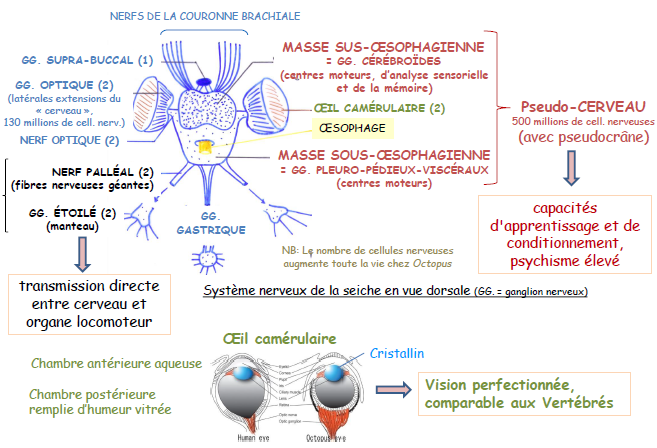 NERFS DE LA COURONNE BRACHIALE
GG. SUPRA-BUCCAL (1)
GG. OPTIQUE (2)
(latérales extensions du
« cerveau »,
130 millions de cell. nerv.)
NERF OPTIQUE (2)
NERF PALLÉAL (2)
(fibres nerveuses géantes)
GG. ÉTOILÉ (2)
(manteau)
GG.
GASTRIQUE
MASSE SUS-ŒSOPHAGIENNE
= GG. CÉRÉBROÏDES
(centres moteurs, d'analyse sensorielle
et de la mémoire)
ŒIL CAMÉRULAIRE (2)
ŒSOPHAGE
MASSE SOUS-ŒSOPHAGIENNE
= GG. PLEURO-PÉDIEUX-VISCÉRAUX
(centres moteurs)
Pseudo-CERVEAU
500 millions de cell. nerveuses
(avec pseudocrâne)
capacités
d'apprentissage et de
conditionnement,
psychisme élevé
NB: Le nombre de cellules nerveuses
augmente toute la vie chez Octopus
transmission directe
entre cerveau et
organe locomoteur
Système nerveux de la seiche en vue dorsale (GG. = ganglion nerveux)
Œil camérulaire
Chambre antérieure aqueuse
Chambre postérieure
remplie d'humeur vitrée
Cristallin
Human eye
Octopus eye
Vision perfectionnée,
comparable aux Vertébrés